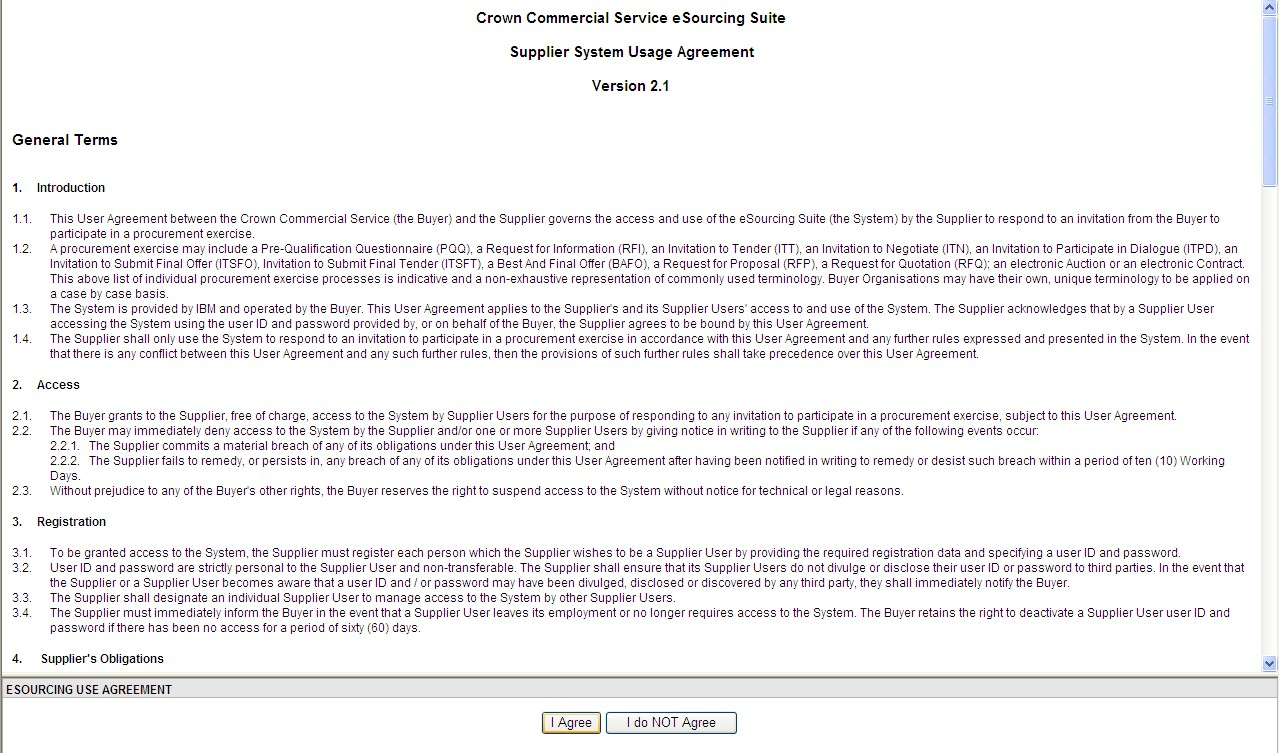 Crown Commercial Service eSourcing Suite
Supplier System Usage Agreement
Version 2.1
General Terms
1. Introduction
1.1. This User Agreement between the Crown Commercial Service (the Buyer) and the Supplier governs the access and use of the eSourcing Suite (the System) by the Supplier to respond to an invitation from the Buyer to
participate in a procurement exercise.
1.2. A procurement exercise may include a Pre-Qualification Questionnaire (PQQ), a Request for Information (RFI), an Invitation to Tender (ITT), an Invitation to Negotiate (ITN), an Invitation to Participate in Dialogue (ITPD), an
Invitation to Submit Final Offer (ITSFO), Invitation to Submit Final Tender (ITSFT), a Best And Final Offer (BAFO), a Request for Proposal (RFP), a Request for Quotation (RFQ); an electronic Auction or an electronic Contract.
This above list of individual procurement exercise processes is indicative and a non-exhaustive representation of commonly used terminology. Buyer Organisations may have their own, unique terminology to be applied on
a case by case basis.
1.3. The System is provided by IBM and operated by the Buyer. This User Agreement applies to the Supplier's and its Supplier Users' access to and use of the System. The Supplier acknowledges that by a Supplier User
accessing the System using the user ID and password provided by, or on behalf of the Buyer, the Supplier agrees to be bound by this User Agreement.
1.4. The Supplier shall only use the System to respond to an invitation to participate in a procurement exercise in accordance with this User Agreement and any further rules expressed and presented in the System. In the event
that there is any conflict between this User Agreement and any such further rules, then the provisions of such further rules shall take precedence over this User Agreement.
2. Access
2.1. The Buyer grants to the Supplier, free of charge, access to the System by Supplier Users for the purpose of responding to any invitation to participate in a procurement exercise, subject to this User Agreement.
2.2. The Buyer may immediately deny access to the System by the Supplier and/or one or more Supplier Users by giving notice in writing to the Supplier if any of the following events occur:
2.2.1. The Supplier commits a material breach of any of its obligations under this User Agreement; and
2.2.2. The Supplier fails to remedy, or persists in, any breach of any of its obligations under this User Agreement after having been notified in writing to remedy or desist such breach within a period of ten (10) Working
Days.
2.3. Without prejudice to any of the Buyer's other rights, the Buyer reserves the right to suspend access to the System without notice for technical or legal reasons.
3. Registration
3.1. To be granted access to the System, the Supplier must register each person which the Supplier wishes to be a Supplier User by providing the required registration data and specifying a user ID and password.
3.2. User ID and password are strictly personal to the Supplier User and non-transferable. The Supplier shall ensure that its Supplier Users do not divulge or disclose their user ID or password to third parties. In the event that
the Supplier or a Supplier User becomes aware that a user ID and / or password may have been divulged, disclosed or discovered by any third party, they shall immediately notify the Buyer.
3.3. The Supplier shall designate an individual Supplier User to manage access to the System by other Supplier Users.
3.4. The Supplier must immediately inform the Buyer in the event that a Supplier User leaves its employment or no longer requires access to the System. The Buyer retains the right to deactivate a Supplier User user ID and
password if there has been no access for a period of sixty (60) days.
4. Supplier's Obligations
ESOURCING USE AGREEMENT
I Agree I do NOT Agree